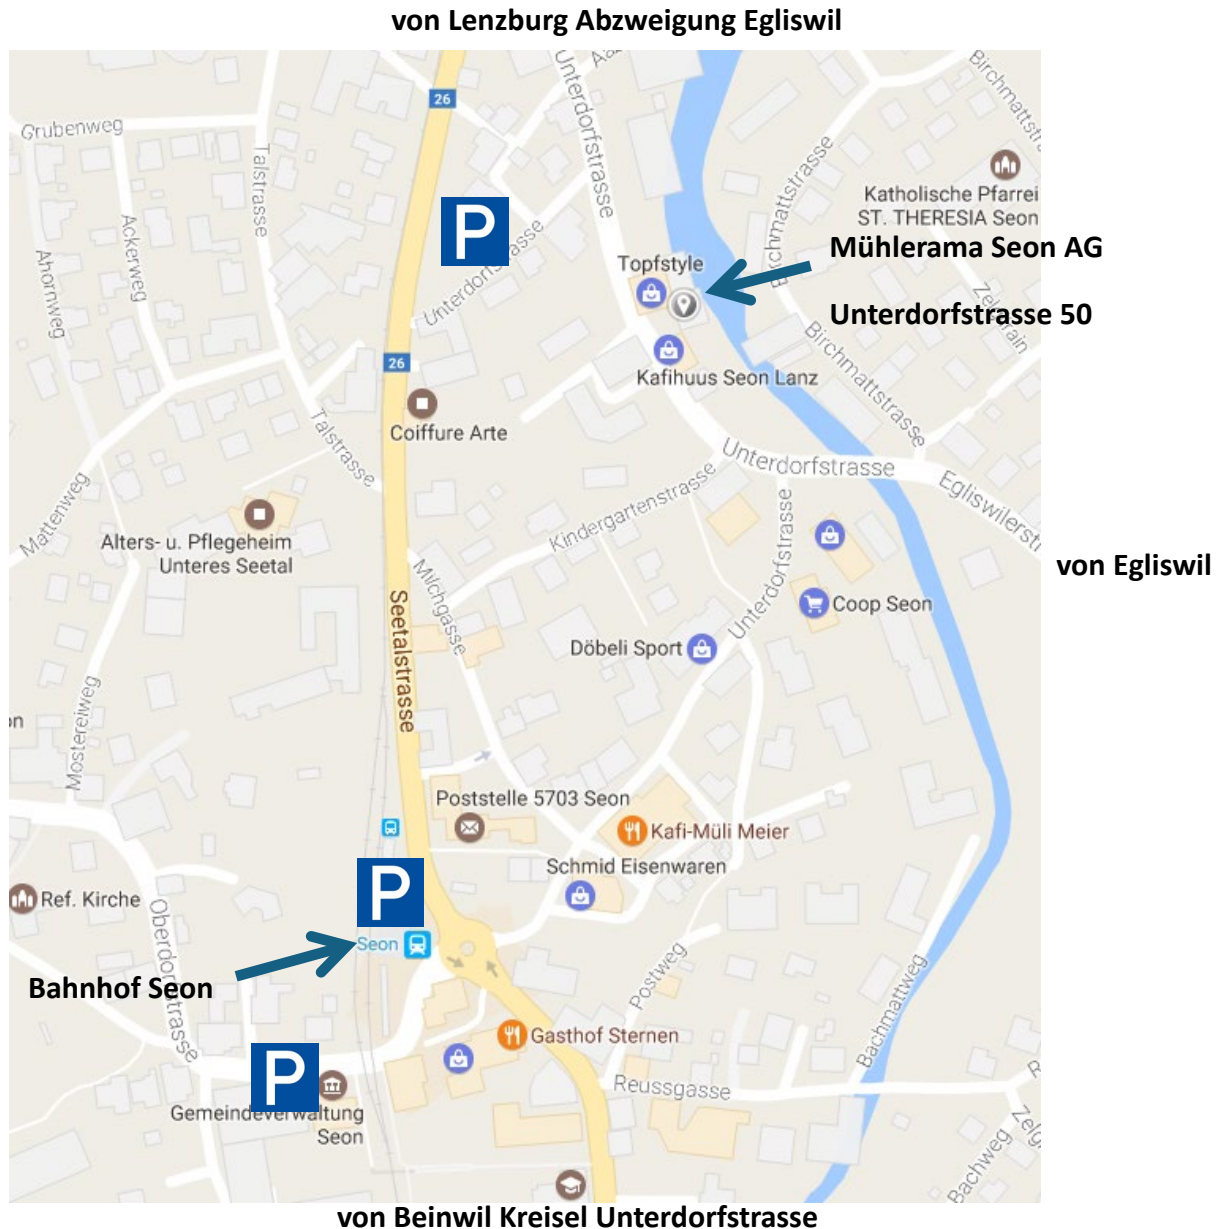 von Lenzburg Abzweigung Egliswil
26
Unterdorfstrasse
Grubenweg
Talstrasse
Birchmattstrasse
Katholische Pfarrei
ST. THERESIA Seon
Ackerweg
Ahornweg
P
Unterdorfstrasse
Topfstyle
Mühlerama Seon AG
Unterdorfstrasse 50
26
Kafihuus Seon Lanz
Birchmattstrasse
Coiffure Arte
Talstrasse
Unterdorfstrasse
Mattenweg
Kindergartenstrasse
Alters- u. Pflegeheim
Unteres Seetal
von Egliswil
Milchgasse
Unterdorfstrasse
Coop Seon
Seetalstrasse
Döbeli Sport
Mostereiweg
Poststelle 5703 Seon
Kafi-Müli Meier
Schmid Eisenwaren
P
Ref. Kirche
Oberdorfstrasse
Seon
Bahnhof Seon
Postweg
Bachmattweg
Gasthof Sternen
P
Reussgasse
Gemeindeverwaltung
Seon
Bachweg
von Beinwil Kreisel Unterdorfstrasse